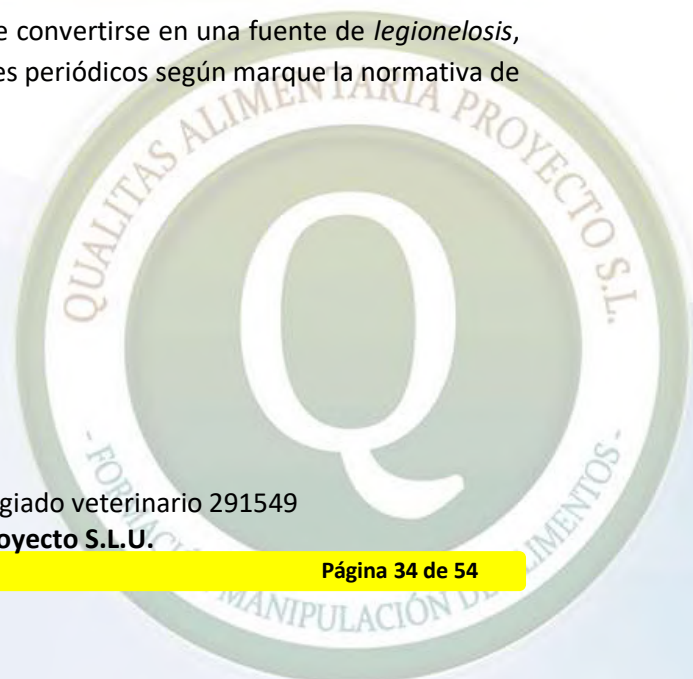 e convertirse en una fuente de legionelosis,
es periódicos según marque la normativa de
QUALITAS ALIMENTARIA PROYECTO S.L.
Q
- FORMACIÓN MANIPULACIÓN DE ALIMENTOS -
giado veterinario 291549
oyecto S.L.U.
Página 34 de 54